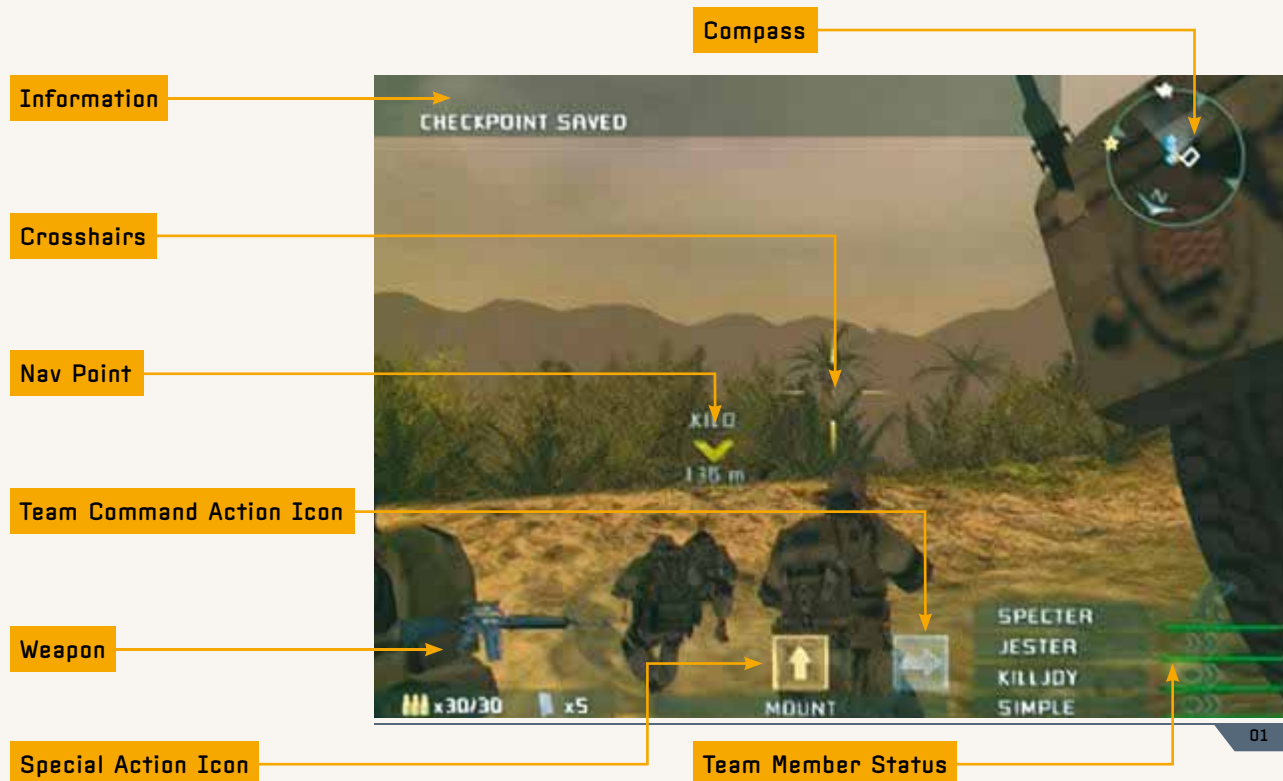 Compass
Information
CHECKPOINT SAVED
N
Crosshairs
Nav Point
KILO
136 m
Team Command Action Icon
SPECTER
JESTER
KILLJOY
SIMPLE
Weapon
x30/30 x5
MOUNT
01
Special Action Icon
Team Member Status